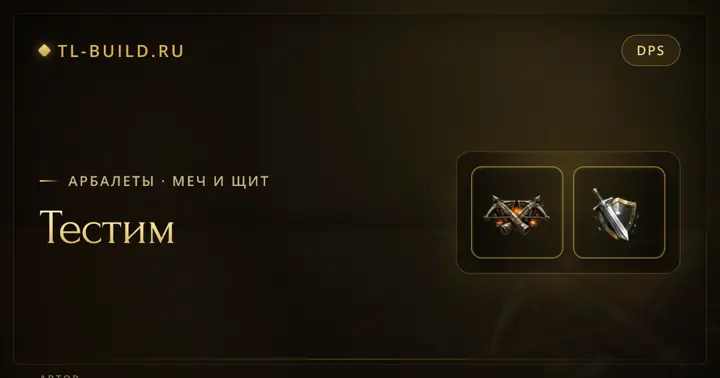 TL-BUILD.RU
DPS
АРБАЛЕТЫ · МЕЧ И ЩИТ
Тестим